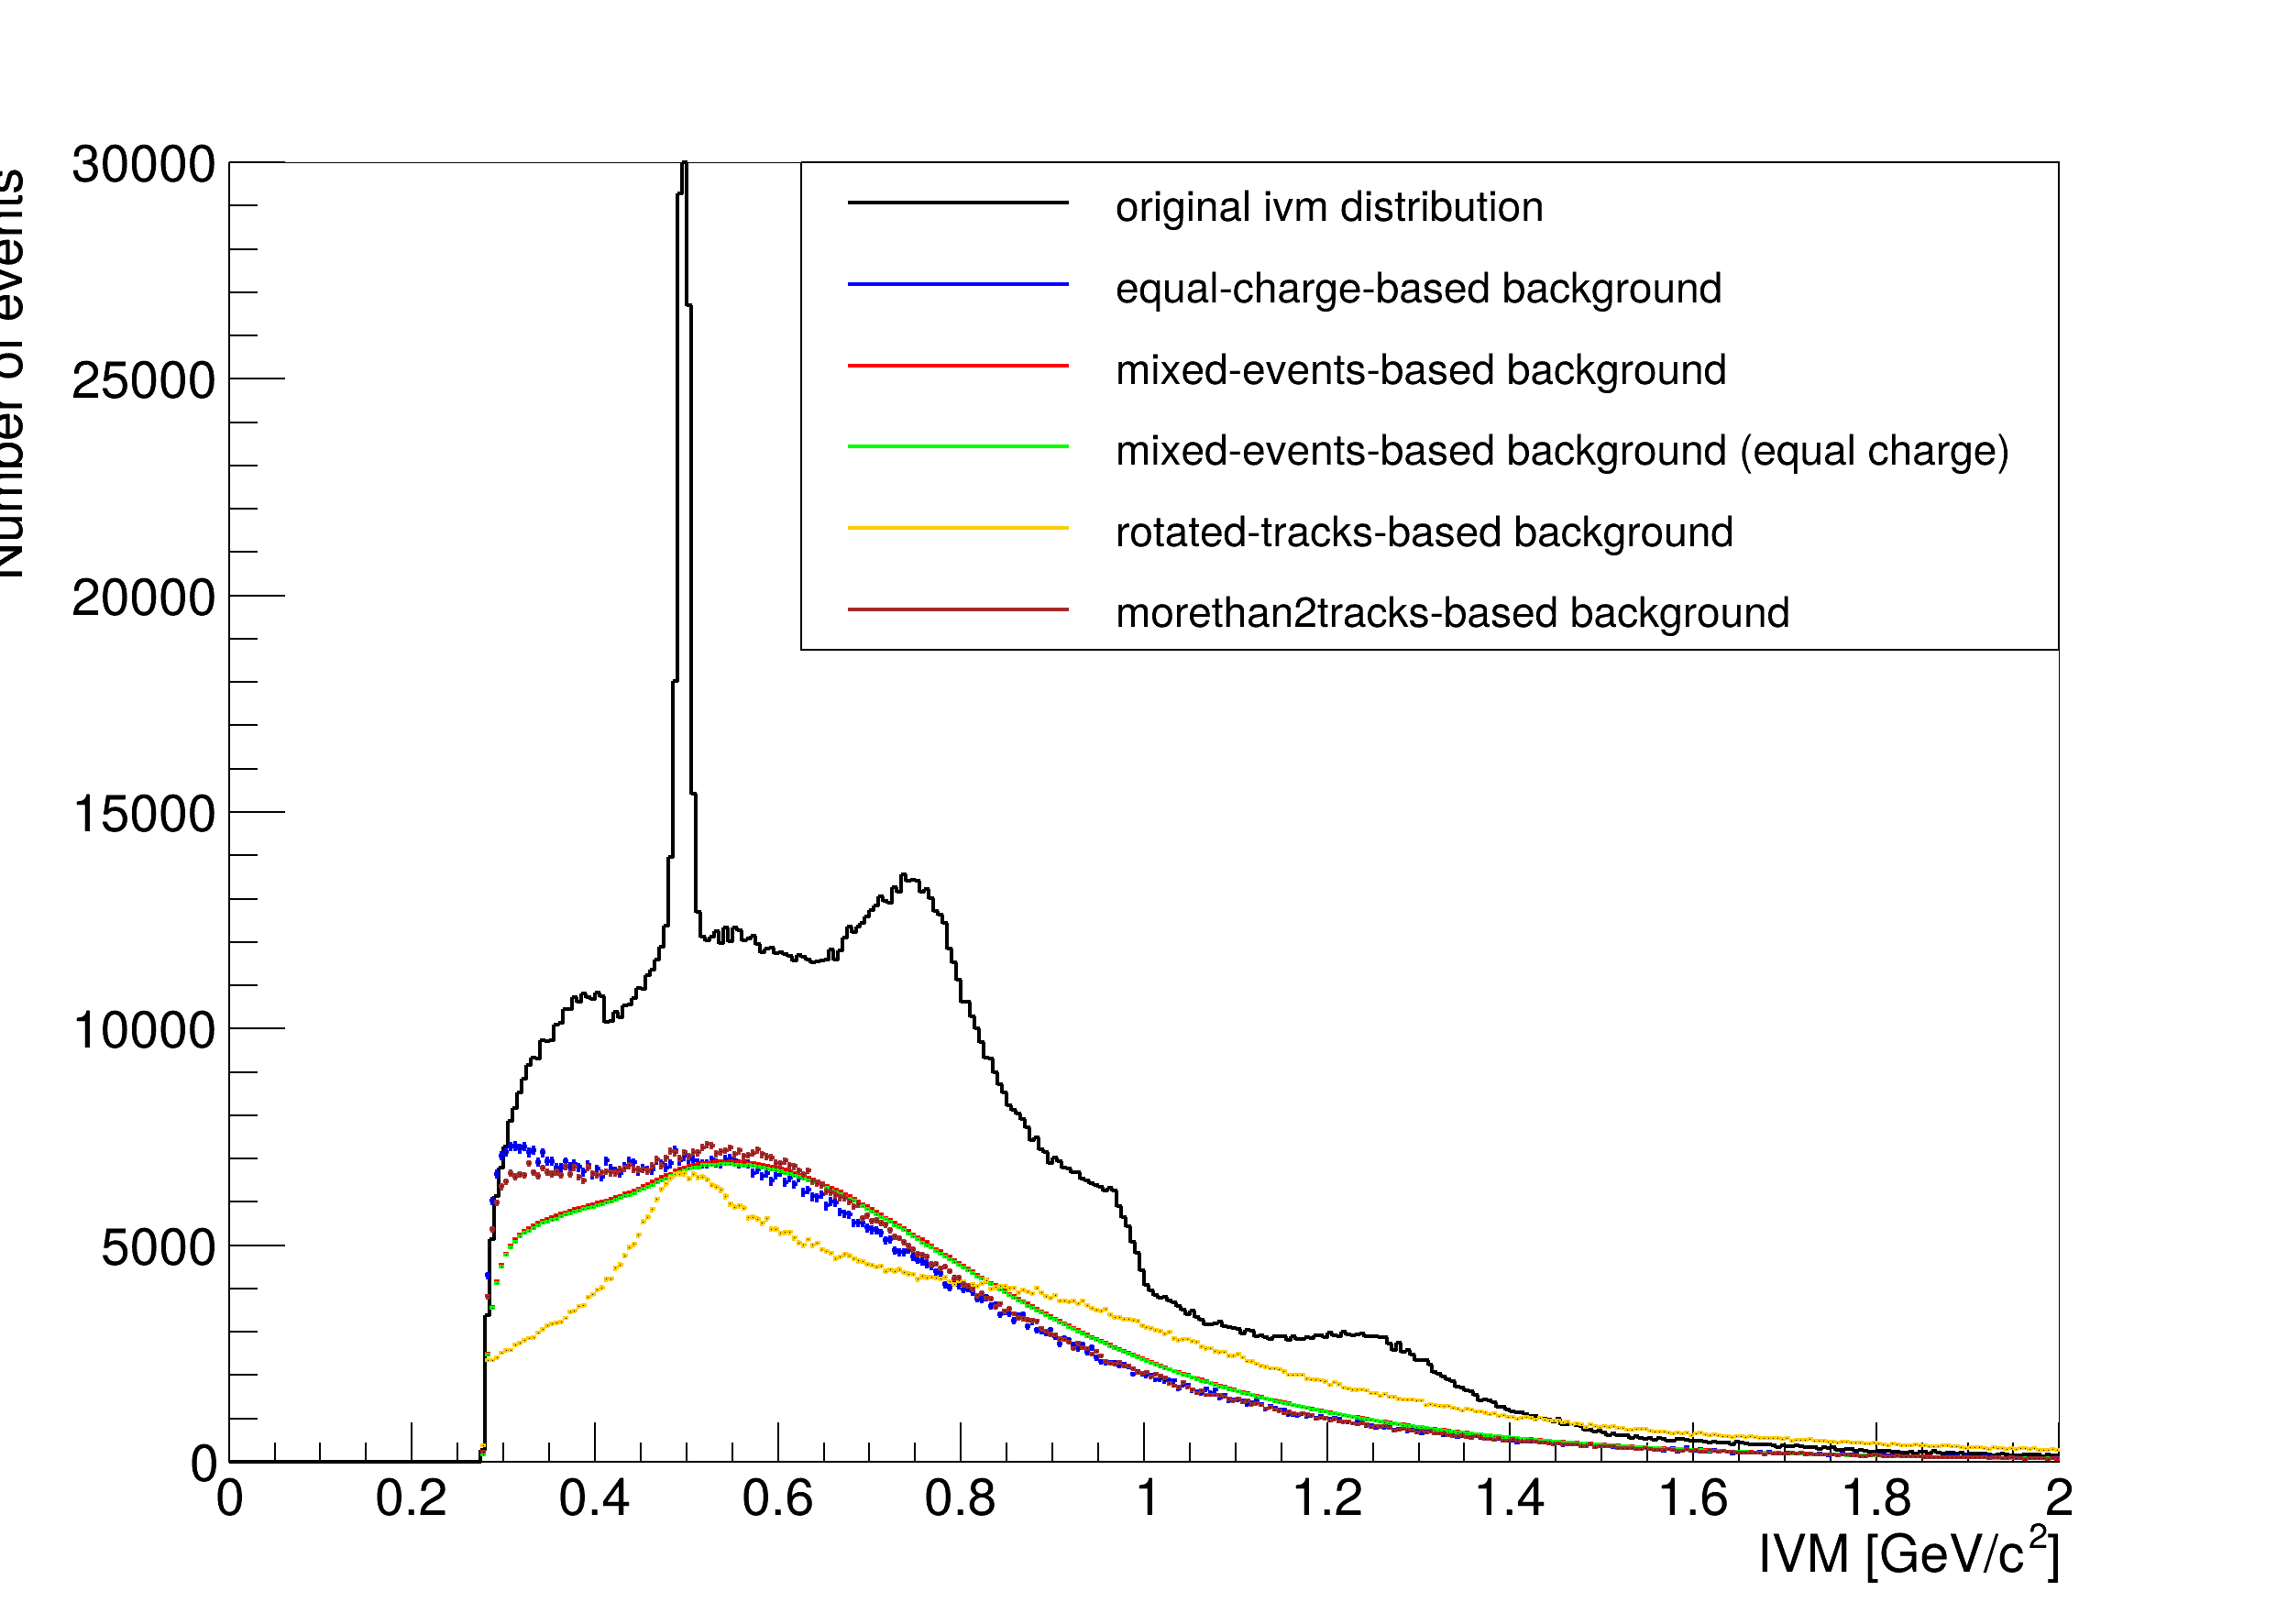 Number of events
30000
25000
20000
15000
10000
5000
0
original ivm distribution
equal-charge-based background
mixed-events-based background
mixed-events-based background (equal charge)
rotated-tracks-based background
morethan2tracks-based background
0 0.2 0.4 0.6 0.8 1 1.2 1.4 1.6 1.8 2
IVM [GeV/c²]